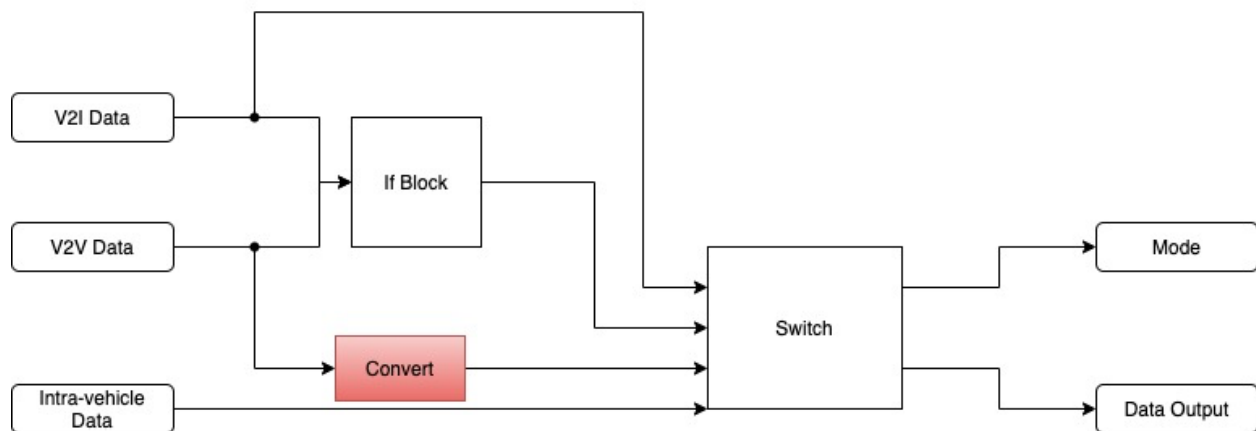 V2I Data
If Block
V2V Data
Mode
Switch
Convert
Intra-vehicle
Data
Data Output